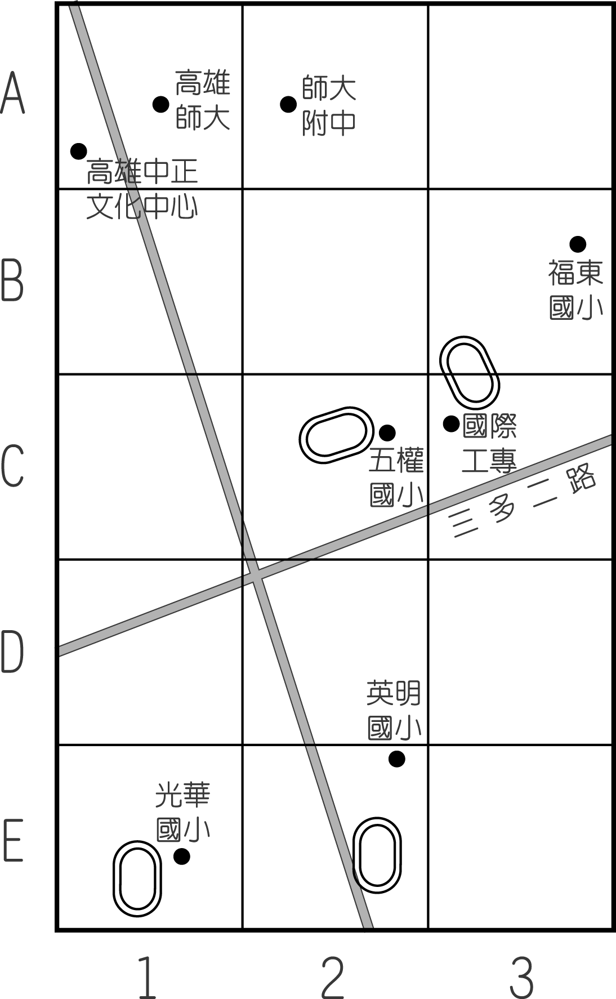 A
高雄
師大
師大
附中
高雄中正
文化中心
B
福東
國小
C
國際
工專
五權
國小
三多二路
D
英明
國小
E
光華
國小
1
2
3